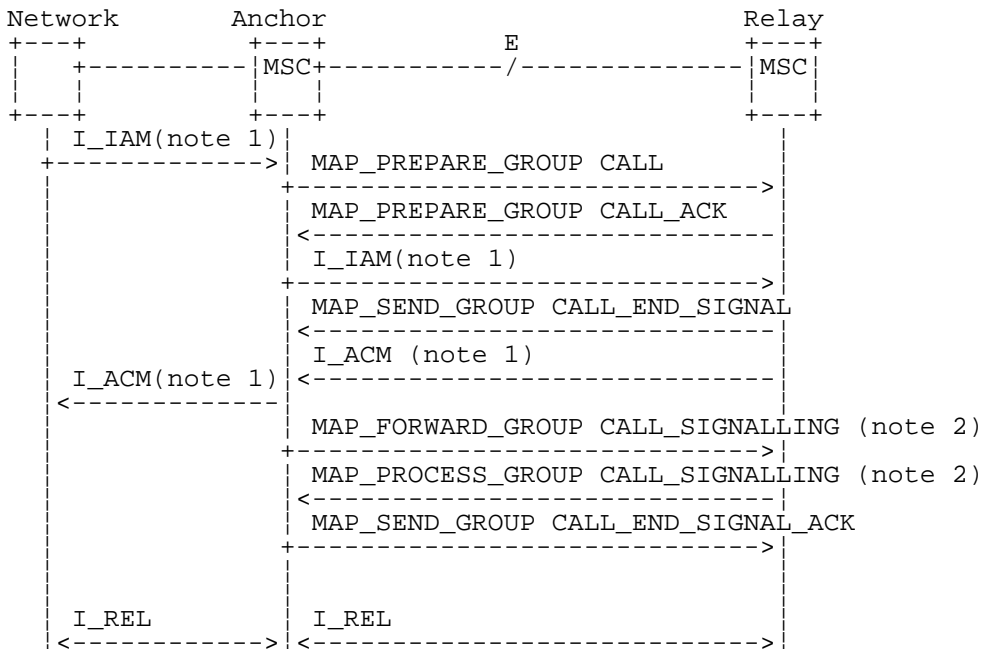 Network Anchor Relay
E
MSC MSC
I_IAM(note 1)
MAP_PREPARE_GROUP CALL
MAP_PREPARE_GROUP CALL_ACK
I_IAM(note 1)
MAP_SEND_GROUP CALL_END_SIGNAL
I_ACM (note 1)
I_ACM(note 1)
MAP_FORWARD_GROUP CALL_SIGNALLING (note 2)
MAP_PROCESS_GROUP CALL_SIGNALLING (note 2)
MAP_SEND_GROUP CALL_END_SIGNAL_ACK
I_REL I_REL